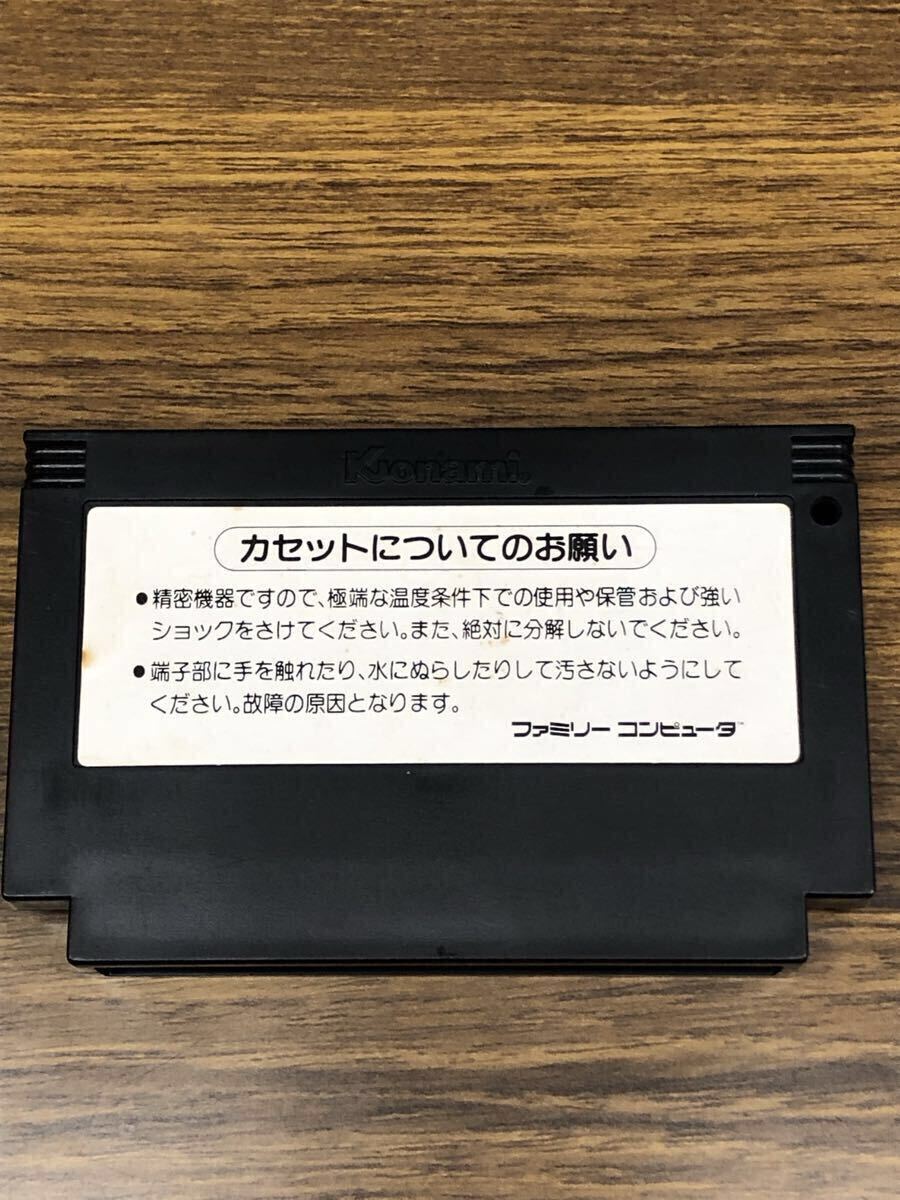 Konami®
カセットについてのお願い
●精密機器ですので、極端な温度条件下での使用や保管および強い
ショックをさけてください。また、絶対に分解しないでください。
●端子部に手を触れたり、水にぬらしたりして汚さないようにして
ください。故障の原因となります。
ファミリー コンピュータ™